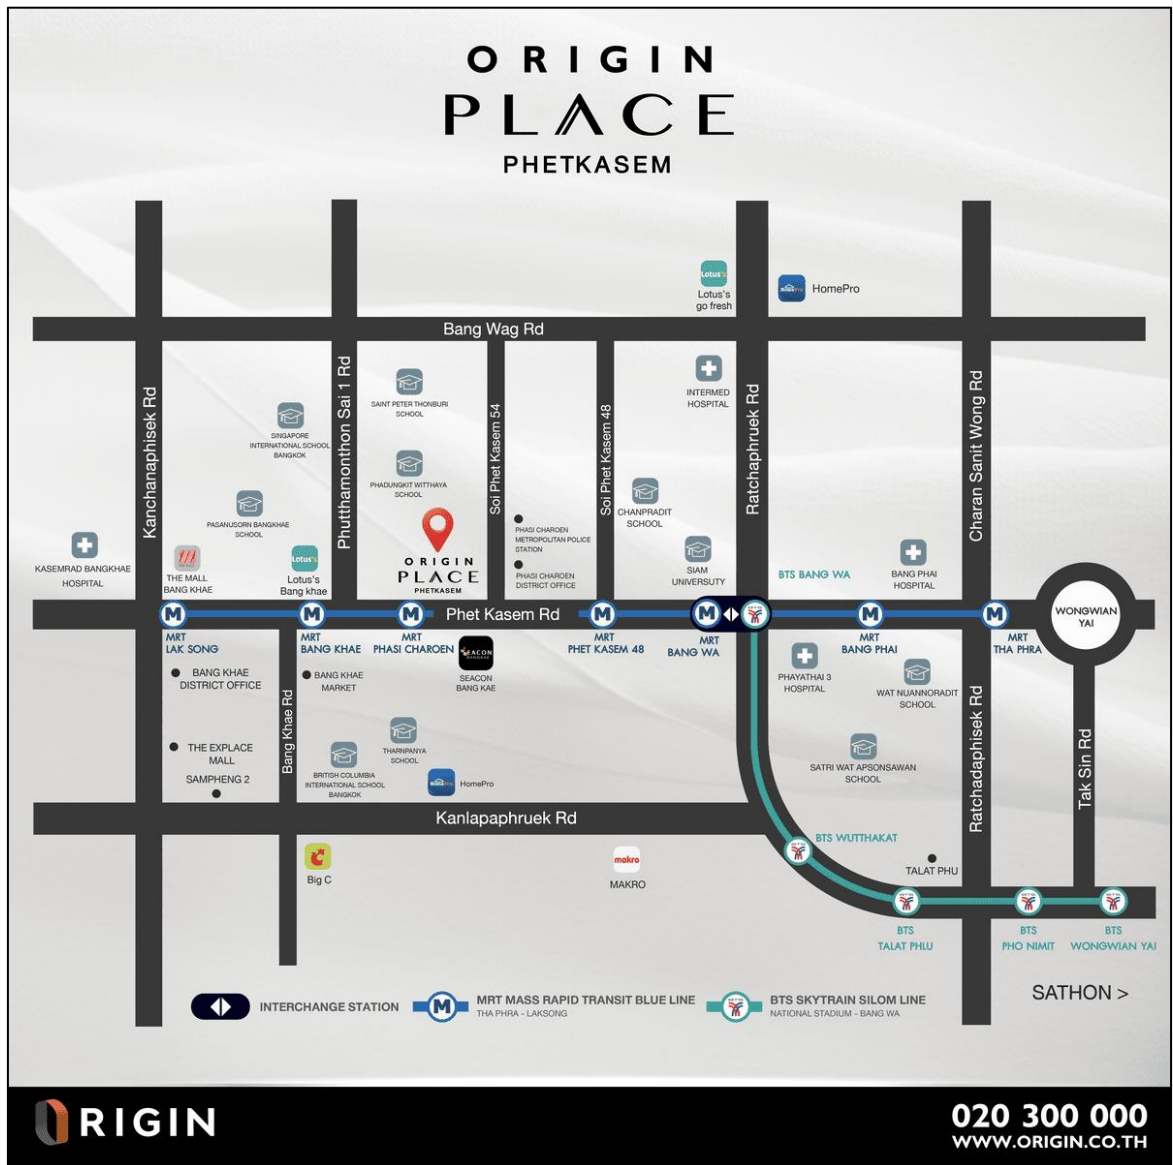 ORIGIN
PLACE
PHETKASEM
Lotus's
Lotus's
go fresh
HomePro
HomePro
Bang Wag Rd
Kanchanaphisek Rd
Phutthamonthon Sai 1 Rd
Soi Phet Kasem 54
Soi Phet Kasem 48
Ratchaphruek Rd
Charan Sanit Wong Rd
SAINT PETER THONBURI
SCHOOL
INTERMED
HOSPITAL
SINGAPORE
INTERNATIONAL SCHOOL
BANGKOK
PHADUNGKIT WITTHAYA
SCHOOL
PASANUSORN BANGKHAE
SCHOOL
CHANPRADIT
SCHOOL
PHASI CHAROEN
METROPOLITAN POLICE
STATION
PHASI CHAROEN
DISTRICT OFFICE
KASEMRAD BANGKHAE
HOSPITAL
THE MALL
BANG KHAE
Lotus's
Lotus's
Bang khae
ORIGIN
PLACE
PHETKASEM
SIAM
UNIVERSUTY
BTS BANG WA
BANG PHAI
HOSPITAL
WONGWIAN
YAI
Phet Kasem Rd
M
M
M
M
M
M
M
MRT
LAK SONG
MRT
BANG KHAE
MRT
PHASI CHAROEN
MRT
PHET KASEM 48
MRT
BANG WA
MRT
BANG PHAI
MRT
THA PHRA
SEACON
BANGKAE
SEACON
BANG KAE
BANG KHAE
DISTRICT OFFICE
BANG KHAE
MARKET
PHAYATHAI 3
HOSPITAL
WAT NUANNORADIT
SCHOOL
Bang Khae Rd
Ratchadaphisek Rd
Tak Sin Rd
THE EXPLACE
MALL
SAMPHENG 2
THARNPANYA
SCHOOL
BRITISH COLUMBIA
INTERNATIONAL SCHOOL
BANGKOK
HomePro
SATRI WAT APSONSAWAN
SCHOOL
Kanlapaphruek Rd
BTS WUTTHAKAT
Big C
makro
MAKRO
TALAT PHU
BTS
TALAT PHLU
BTS
PHO NIMIT
BTS
WONGWIAN YAI
SATHON >
INTERCHANGE STATION
M
MRT MASS RAPID TRANSIT BLUE LINE
THA PHRA - LAKSONG
BTS SKYTRAIN SILOM LINE
NATIONAL STADIUM - BANG WA
ORIGIN
020 300 000
WWW.ORIGIN.CO.TH